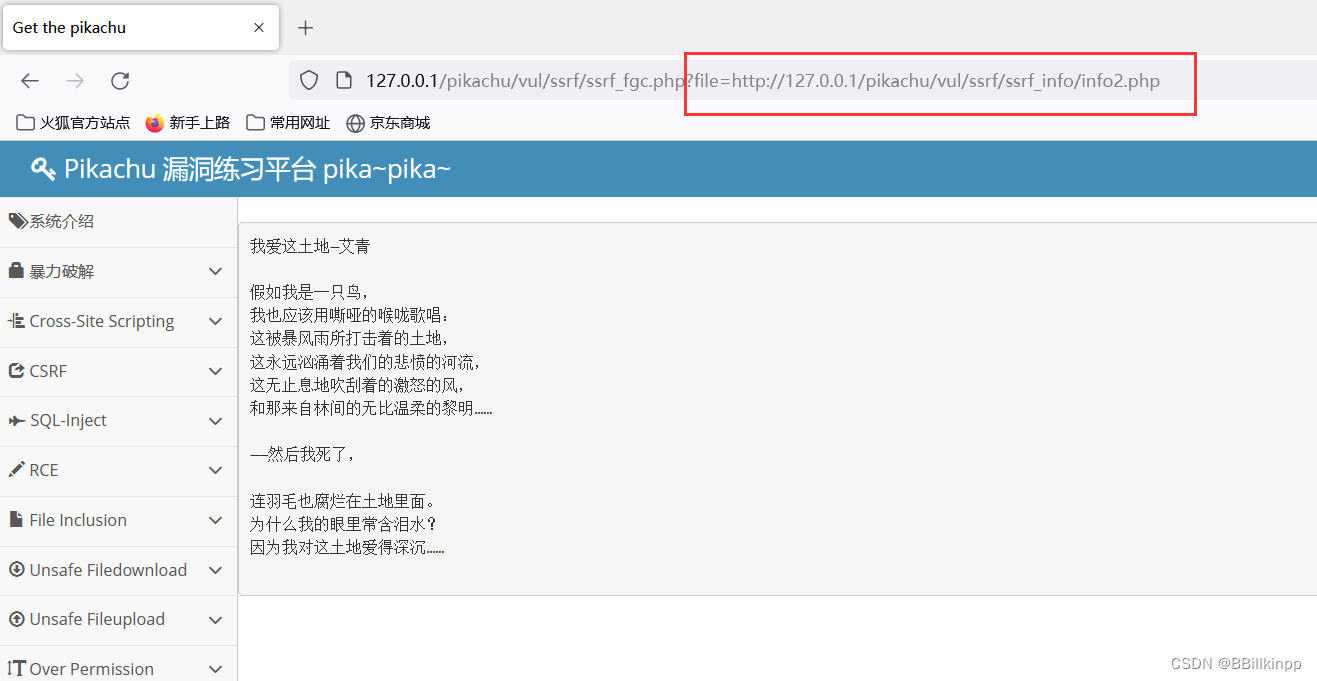 Get the pikachu
127.0.0.1/pikachu/vul/ssrf/ssrf_fgc.php?file=http://127.0.0.1/pikachu/vul/ssrf/ssrf_info/info2.php
火狐官方站点 新手上路 常用网址 京东商城
Pikachu 漏洞练习平台 pika~pika~
系统介绍
暴力破解
Cross-Site Scripting
CSRF
SQL-Inject
RCE
File Inclusion
Unsafe Filedownload
Unsafe Fileupload
Over Permission
我爱这土地—艾青
假如我是一只鸟，
我也应该用嘶哑的喉咙歌唱：
这被暴风雨所打击着的土地，
这永远汹涌着我们的悲愤的河流，
这无止息地吹刮着的激怒的风，
和那来自林间的无比温柔的黎明……
——然后我死了，
连羽毛也腐烂在土地里面。
为什么我的眼里常含泪水？
因为我对这土地爱得深沉……
CSDN @BBillkinpp